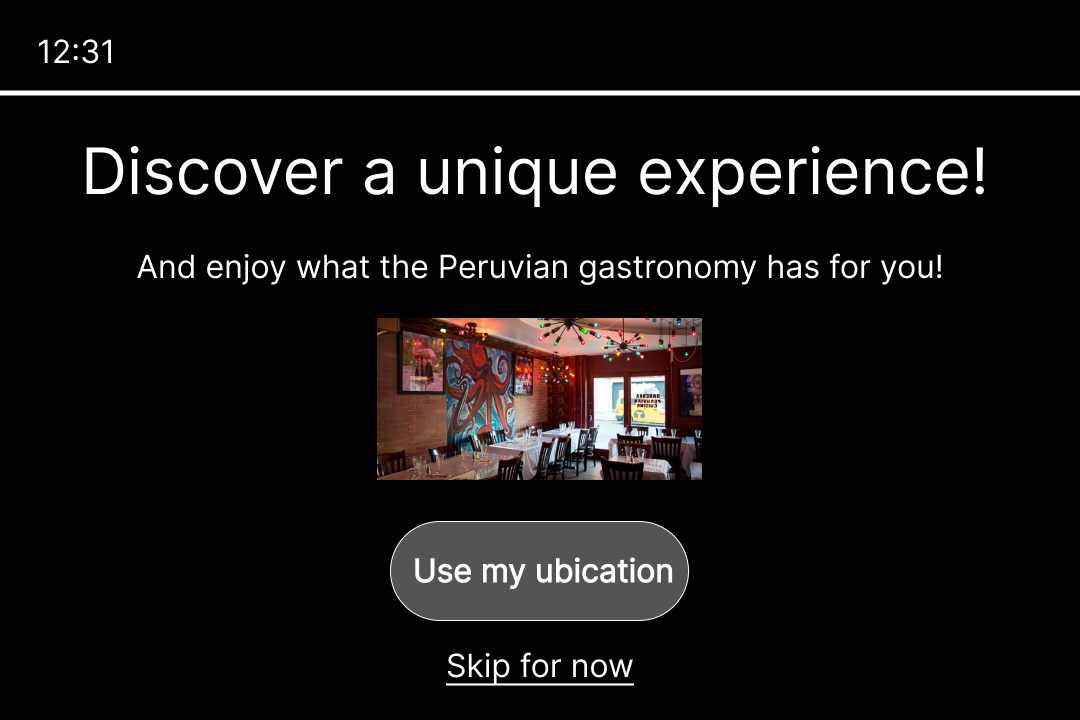 12:31
Discover a unique experience!
And enjoy what the Peruvian gastronomy has for you!
Use my ubication
Skip for now